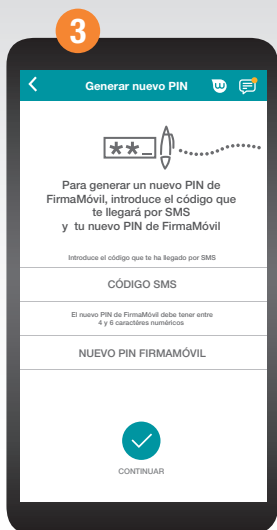 3
Generar nuevo PIN
**_
Para generar un nuevo PIN de
FirmaMóvil, introduce el código que
te llegará por SMS
y tu nuevo PIN de FirmaMóvil
Introduce el código que te ha llegado por SMS
CÓDIGO SMS
El nuevo PIN de FirmaMóvil debe tener entre
4 y 6 caractéres numéricos
NUEVO PIN FIRMAMÓVIL
CONTINUAR